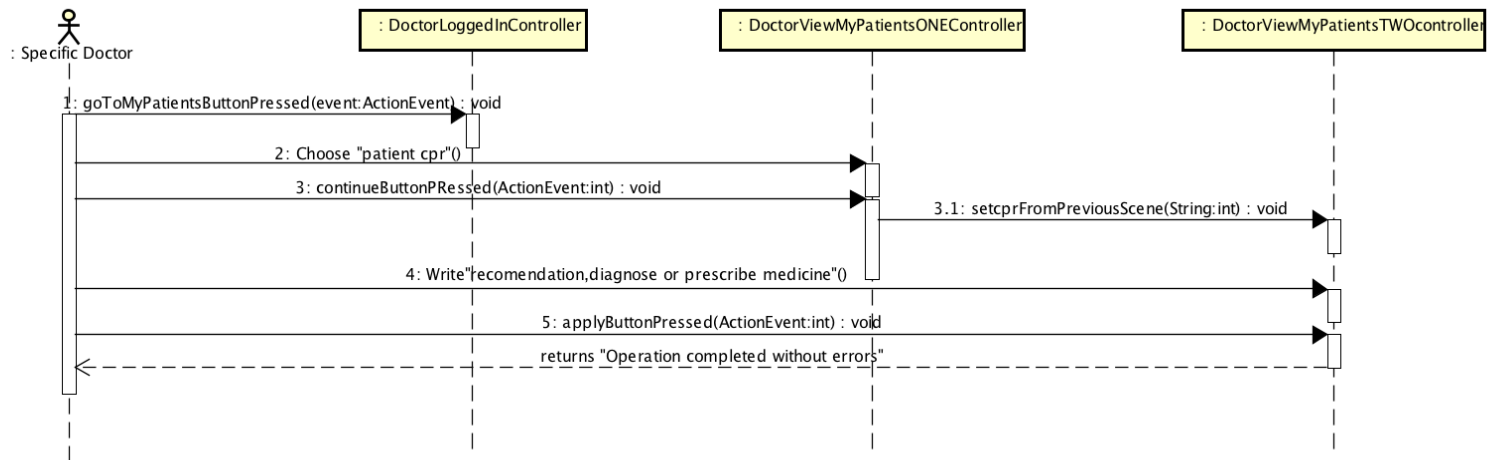 : DoctorLoggedInController
: DoctorViewMyPatientsONEController
: DoctorViewMyPatientsTWOcontroller
: Specific Doctor
1: goToMyPatientsButtonPressed(event:ActionEvent) : void
2: Choose "patient cpr"()
3: continueButtonPRessed(ActionEvent:int) : void
3.1: setcprFromPreviousScene(String:int) : void
4: Write"recomendation,diagnose or prescribe medicine"()
5: applyButtonPressed(ActionEvent:int) : void
returns "Operation completed without errors"